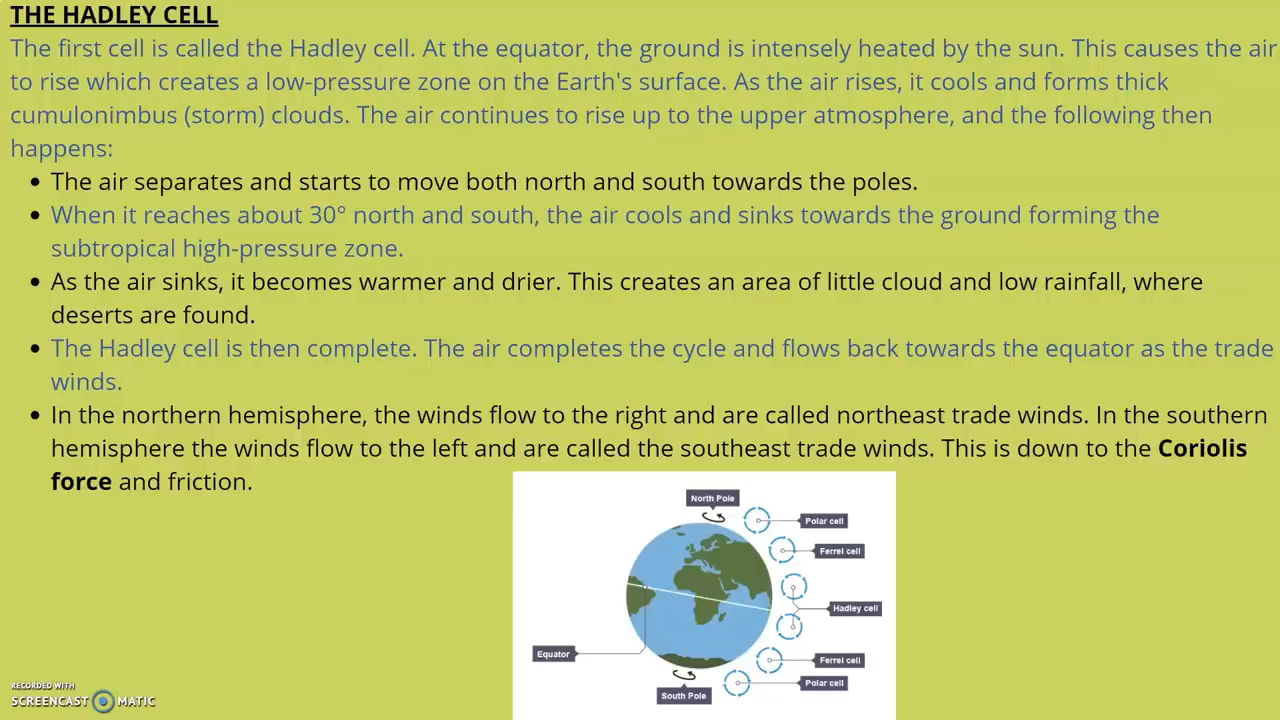 THE HADLEY CELL
The first cell is called the Hadley cell. At the equator, the ground is intensely heated by the sun. This causes the air
to rise which creates a low-pressure zone on the Earth's surface. As the air rises, it cools and forms thick
cumulonimbus (storm) clouds. The air continues to rise up to the upper atmosphere, and the following then
happens:
• The air separates and starts to move both north and south towards the poles.
• When it reaches about 30° north and south, the air cools and sinks towards the ground forming the
subtropical high-pressure zone.
• As the air sinks, it becomes warmer and drier. This creates an area of little cloud and low rainfall, where
deserts are found.
• The Hadley cell is then complete. The air completes the cycle and flows back towards the equator as the trade
winds.
• In the northern hemisphere, the winds flow to the right and are called northeast trade winds. In the southern
hemisphere the winds flow to the left and are called the southeast trade winds. This is down to the Coriolis
force and friction.
North Pole
Polar cell
Ferrel cell
Hadley cell
Equator
Ferrel cell
Polar cell
South Pole
RECORDED WITH
SCREENCAST MATIC